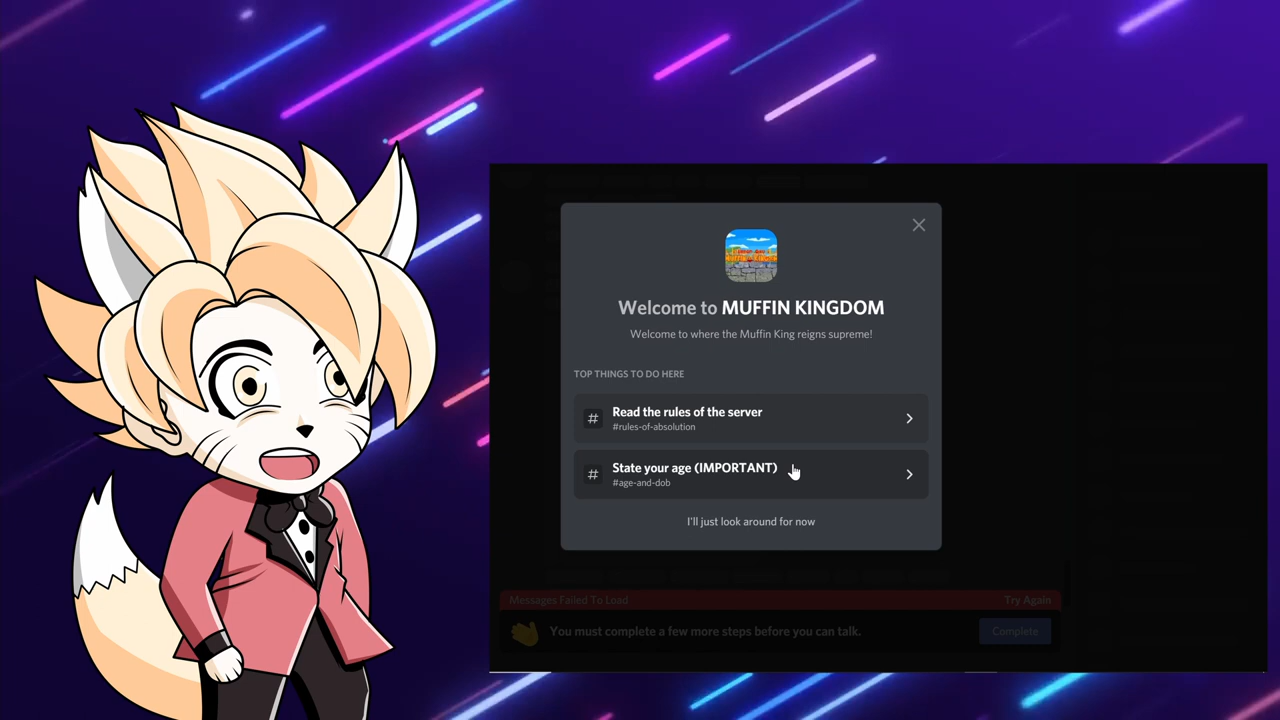 Welcome to MUFFIN KINGDOM
Welcome to where the Muffin King reigns supreme!
TOP THINGS TO DO HERE
Read the rules of the server
#rules-of-absolution
State your age (IMPORTANT)
#age-and-dob
I'll just look around for now
Messages Failed To Load
Try Again
You must complete a few more steps before you can talk.
Complete